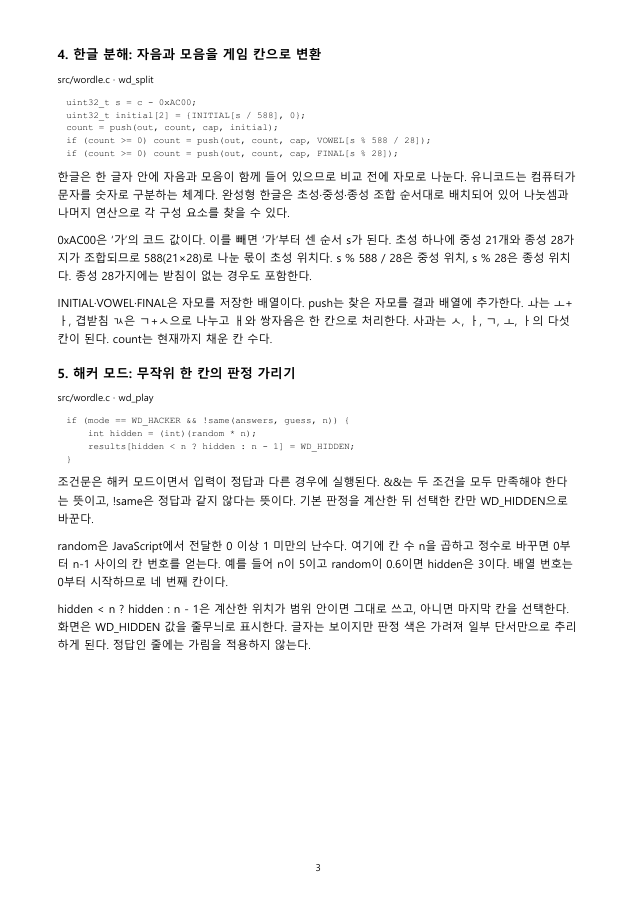 4. 한글 분해: 자음과 모음을 게임 칸으로 변환
src/wordle.c · wd_split
uint32_t s = c - 0xAC00;
uint32_t initial[2] = {INITIAL[s / 588], 0};
count = push(out, count, cap, initial);
if (count >= 0) count = push(out, count, cap, VOWEL[s % 588 / 28]);
if (count >= 0) count = push(out, count, cap, FINAL[s % 28]);
한글은 한 글자 안에 자음과 모음이 함께 들어 있으므로 비교 전에 자모로 나눈다. 유니코드는 컴퓨터가
문자를 숫자로 구분하는 체계다. 완성형 한글은 초성·중성·종성 조합 순서대로 배치되어 있어 나눗셈과
나머지 연산으로 각 구성 요소를 찾을 수 있다.
0xAC00은 '가'의 코드 값이다. 이를 빼면 '가'부터 센 순서 s가 된다. 초성 하나에 중성 21개와 종성 28가
지가 조합되므로 588(21×28)로 나눈 몫이 초성 위치다. s % 588 / 28은 중성 위치, s % 28은 종성 위치
다. 종성 28가지에는 받침이 없는 경우도 포함한다.
INITIAL·VOWEL·FINAL은 자모를 저장한 배열이다. push는 찾은 자모를 결과 배열에 추가한다. ㅘ는 ㅗ+
ㅏ, 겹받침 ㄳ은 ㄱ+ㅅ으로 나누고 ㅐ와 쌍자음은 한 칸으로 처리한다. 사과는 ㅅ, ㅏ, ㄱ, ㅗ, ㅏ의 다섯
칸이 된다. count는 현재까지 채운 칸 수다.
5. 해커 모드: 무작위 한 칸의 판정 가리기
src/wordle.c · wd_play
if (mode == WD_HACKER && !same(answers, guess, n)) {
int hidden = (int)(random * n);
results[hidden < n ? hidden : n - 1] = WD_HIDDEN;
}
조건문은 해커 모드이면서 입력이 정답과 다른 경우에 실행된다. &&는 두 조건을 모두 만족해야 한다
는 뜻이고, !same은 정답과 같지 않다는 뜻이다. 기본 판정을 계산한 뒤 선택한 칸만 WD_HIDDEN으로
바꾼다.
random은 JavaScript에서 전달한 0 이상 1 미만의 난수다. 여기에 칸 수 n을 곱하고 정수로 바꾸면 0부
터 n-1 사이의 칸 번호를 얻는다. 예를 들어 n이 5이고 random이 0.6이면 hidden은 3이다. 배열 번호는
0부터 시작하므로 네 번째 칸이다.
hidden < n ? hidden : n - 1은 계산한 위치가 범위 안이면 그대로 쓰고, 아니면 마지막 칸을 선택한다.
화면은 WD_HIDDEN 값을 줄무늬로 표시한다. 글자는 보이지만 판정 색은 가려져 일부 단서만으로 추리
하게 된다. 정답인 줄에는 가림을 적용하지 않는다.
3